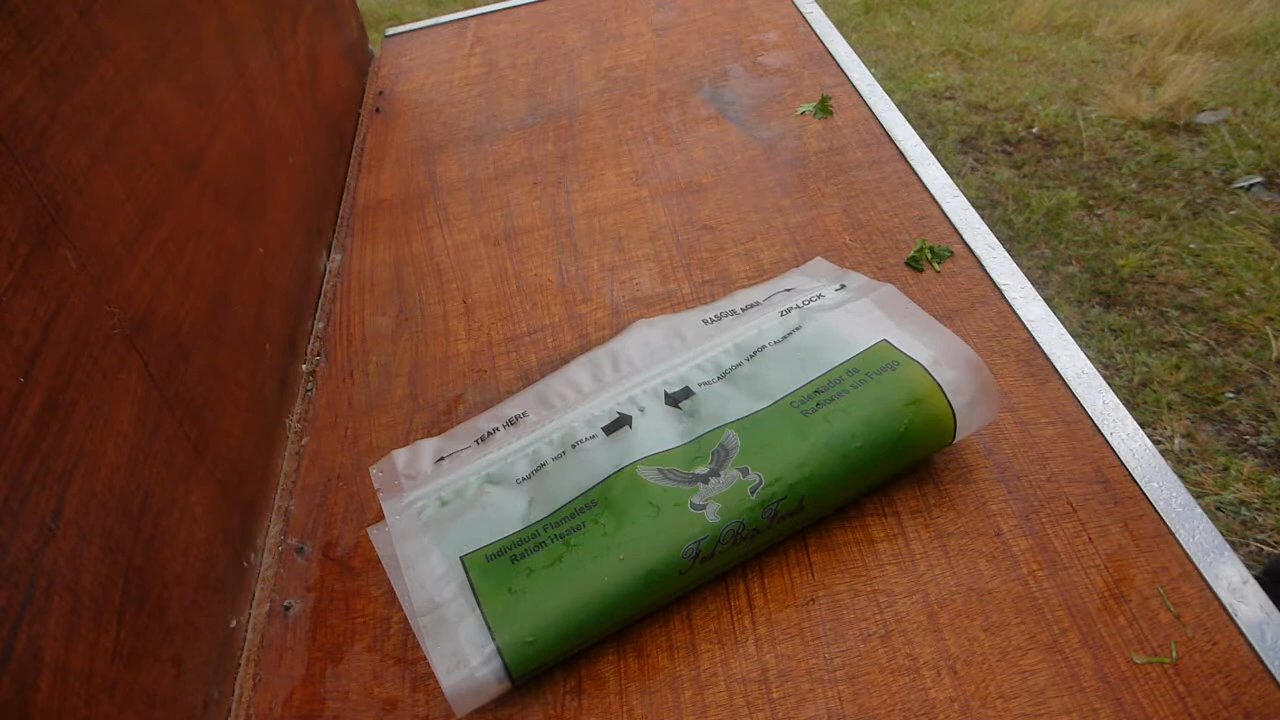 RASGUE AQUI
ZIP-LOCK
TEAR HERE
PRECAUCIÓN! VAPOR CALIENTE!
CAUTION! HOT STEAM!
Calentador de
Raciones sin Fuego
Individual Flameless
Ration Heater